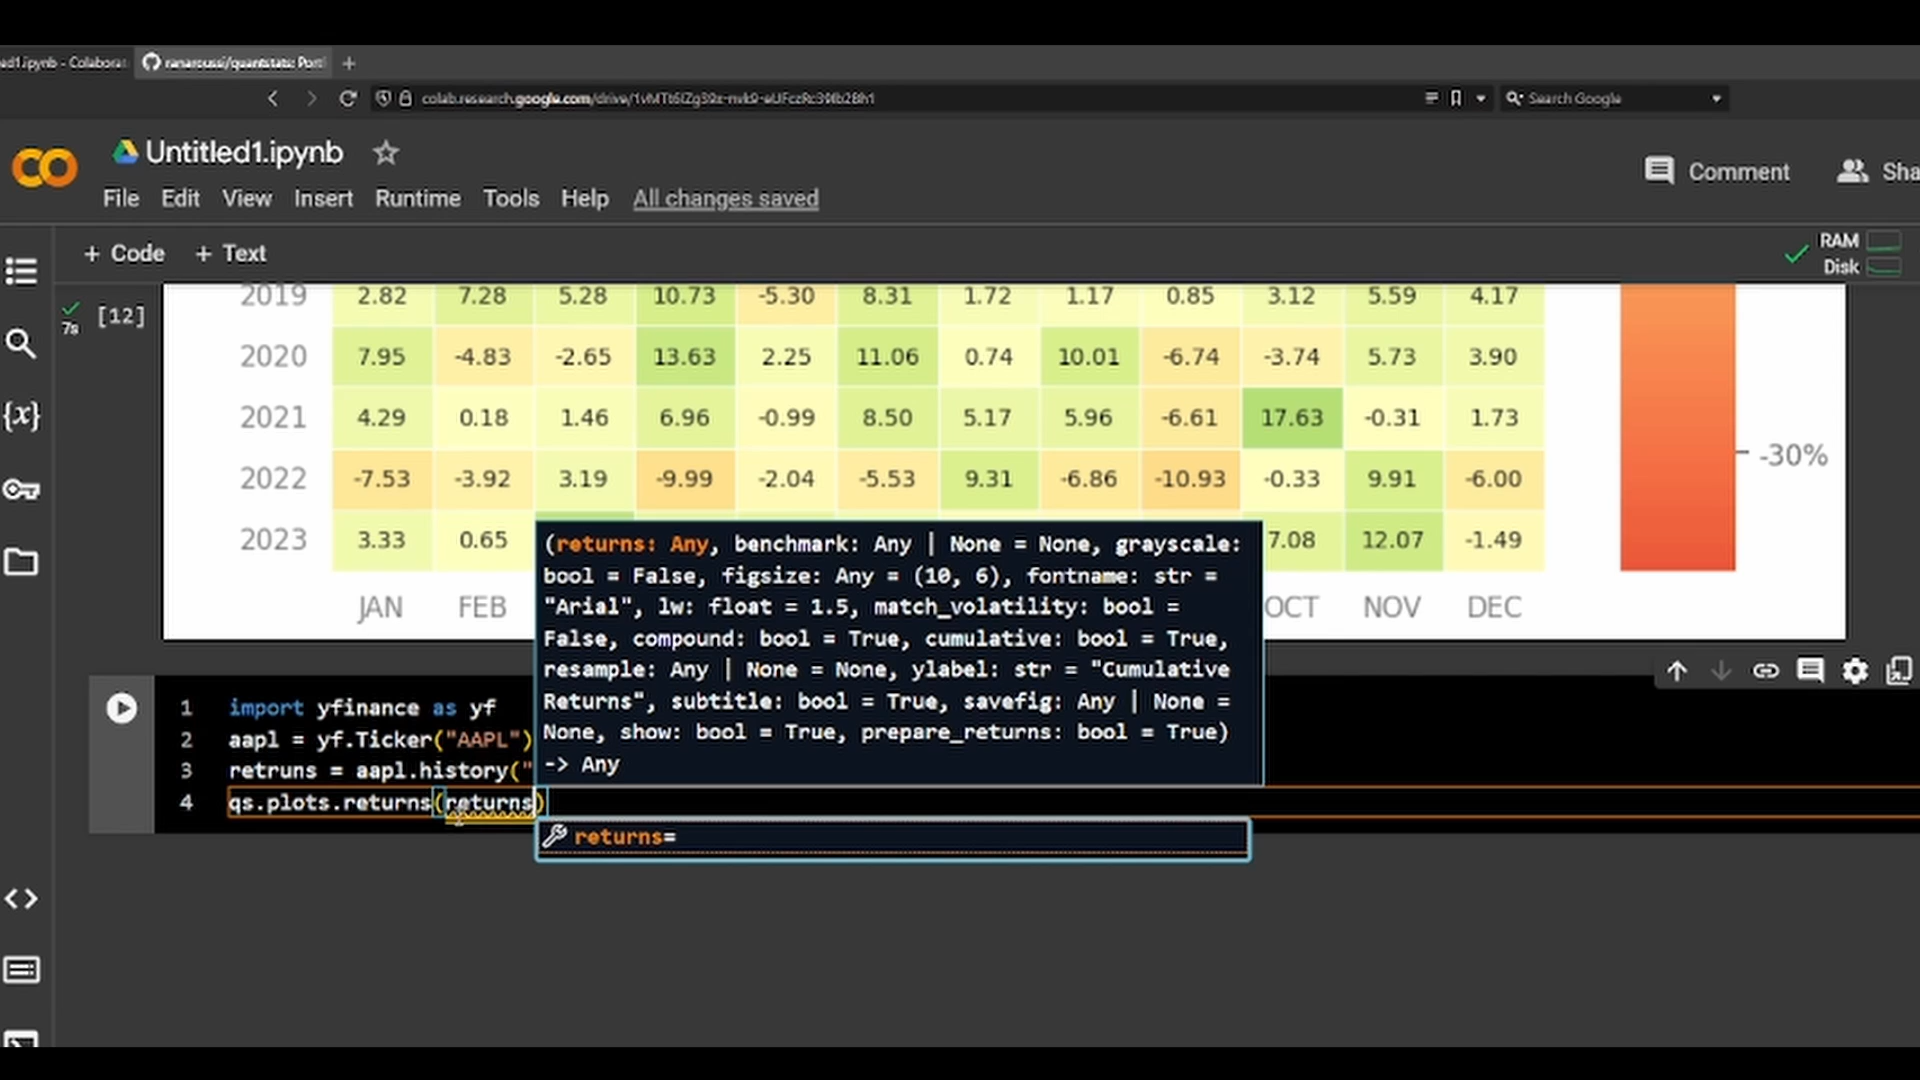 ed1.ipynb - Colaborat
ranaroussi/quantstats: Portf
Search Google
Untitled1.ipynb
Comment
Sha
File Edit View Insert Runtime Tools Help All changes saved
+ Code + Text
RAM
Disk
[12]
7s
2019 2.82 7.28 5.28 10.73 -5.30 8.31 1.72 1.17 0.85 3.12 5.59 4.17
2020 7.95 -4.83 -2.65 13.63 2.25 11.06 0.74 10.01 -6.74 -3.74 5.73 3.90
2021 4.29 0.18 1.46 6.96 -0.99 8.50 5.17 5.96 -6.61 17.63 -0.31 1.73
-30%
2022 -7.53 -3.92 3.19 -9.99 -2.04 -5.53 9.31 -6.86 -10.93 -0.33 9.91 -6.00
2023 3.33 0.65 7.08 12.07 -1.49
JAN FEB OCT NOV DEC
(returns: Any, benchmark: Any | None = None, grayscale:
bool = False, figsize: Any = (10, 6), fontname: str =
"Arial", lw: float = 1.5, match_volatility: bool =
False, compound: bool = True, cumulative: bool = True,
resample: Any | None = None, ylabel: str = "Cumulative
Returns", subtitle: bool = True, savefig: Any | None =
None, show: bool = True, prepare_returns: bool = True)
-> Any
1 import yfinance as yf
2 aapl = yf.Ticker("AAPL")
3 retruns = aapl.history("
4 qs.plots.returns(returns)
returns=